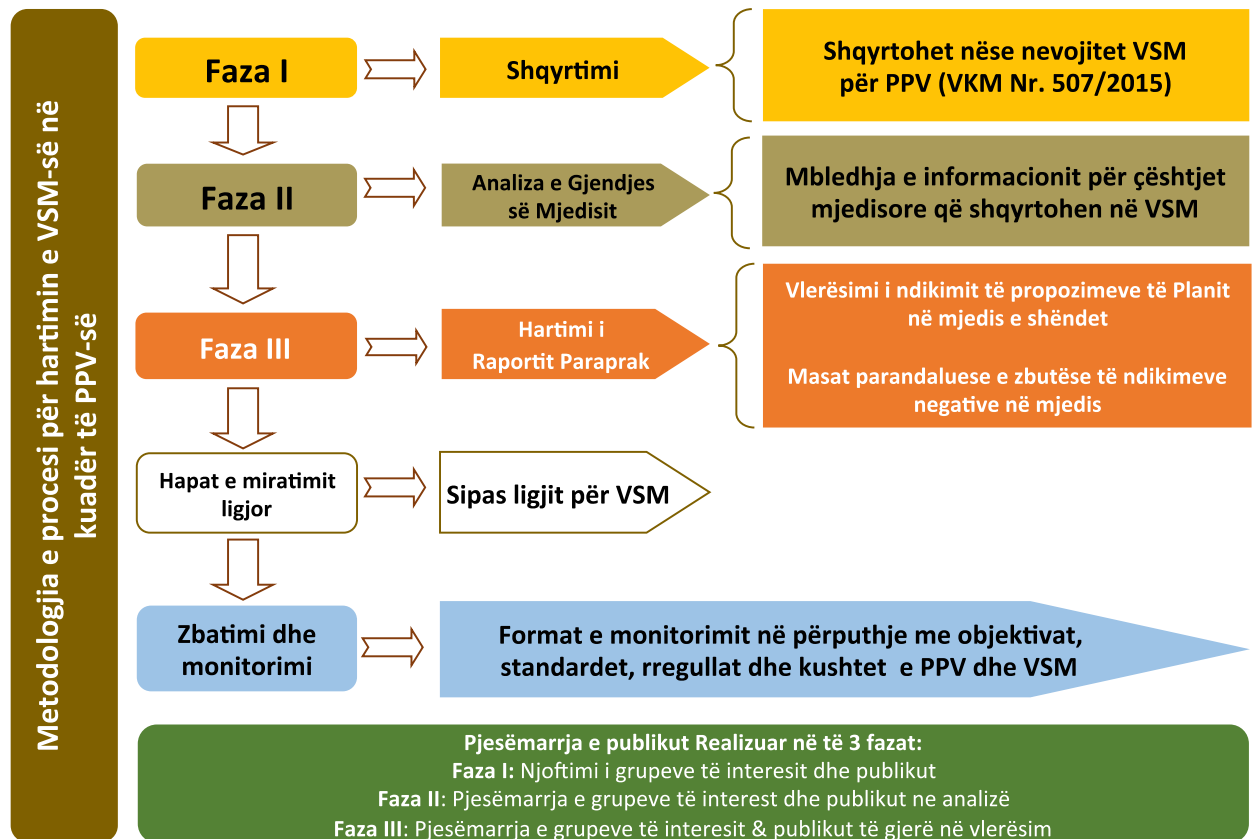 Metodologjia e procesi për hartimin e VSM-së në
kuadër të PPV-së
Faza I
Shqyrtimi
Shqyrtohet nëse nevojitet VSM
për PPV (VKM Nr. 507/2015)
Faza II
Analiza e Gjendjes
së Mjedisit
Mbledhja e informacionit për çështjet
mjedisore që shqyrtohen në VSM
Faza III
Hartimi i
Raportit Paraprak
Vlerësimi i ndikimit të propozimeve të Planit
në mjedis e shëndet
Masat parandaluese e zbutëse të ndikimeve
negative në mjedis
Hapat e miratimit
ligjor
Sipas ligjit për VSM
Zbatimi dhe
monitorimi
Format e monitorimit në përputhje me objektivat,
standardet, rregullat dhe kushtet e PPV dhe VSM
Pjesëmarrja e publikut Realizuar në të 3 fazat:
Faza I: Njoftimi i grupeve të interesit dhe publikut
Faza II: Pjesëmarrja e grupeve të interest dhe publikut ne analizë
Faza III: Pjesëmarrja e grupeve të interesit & publikut të gjerë në vlerësim